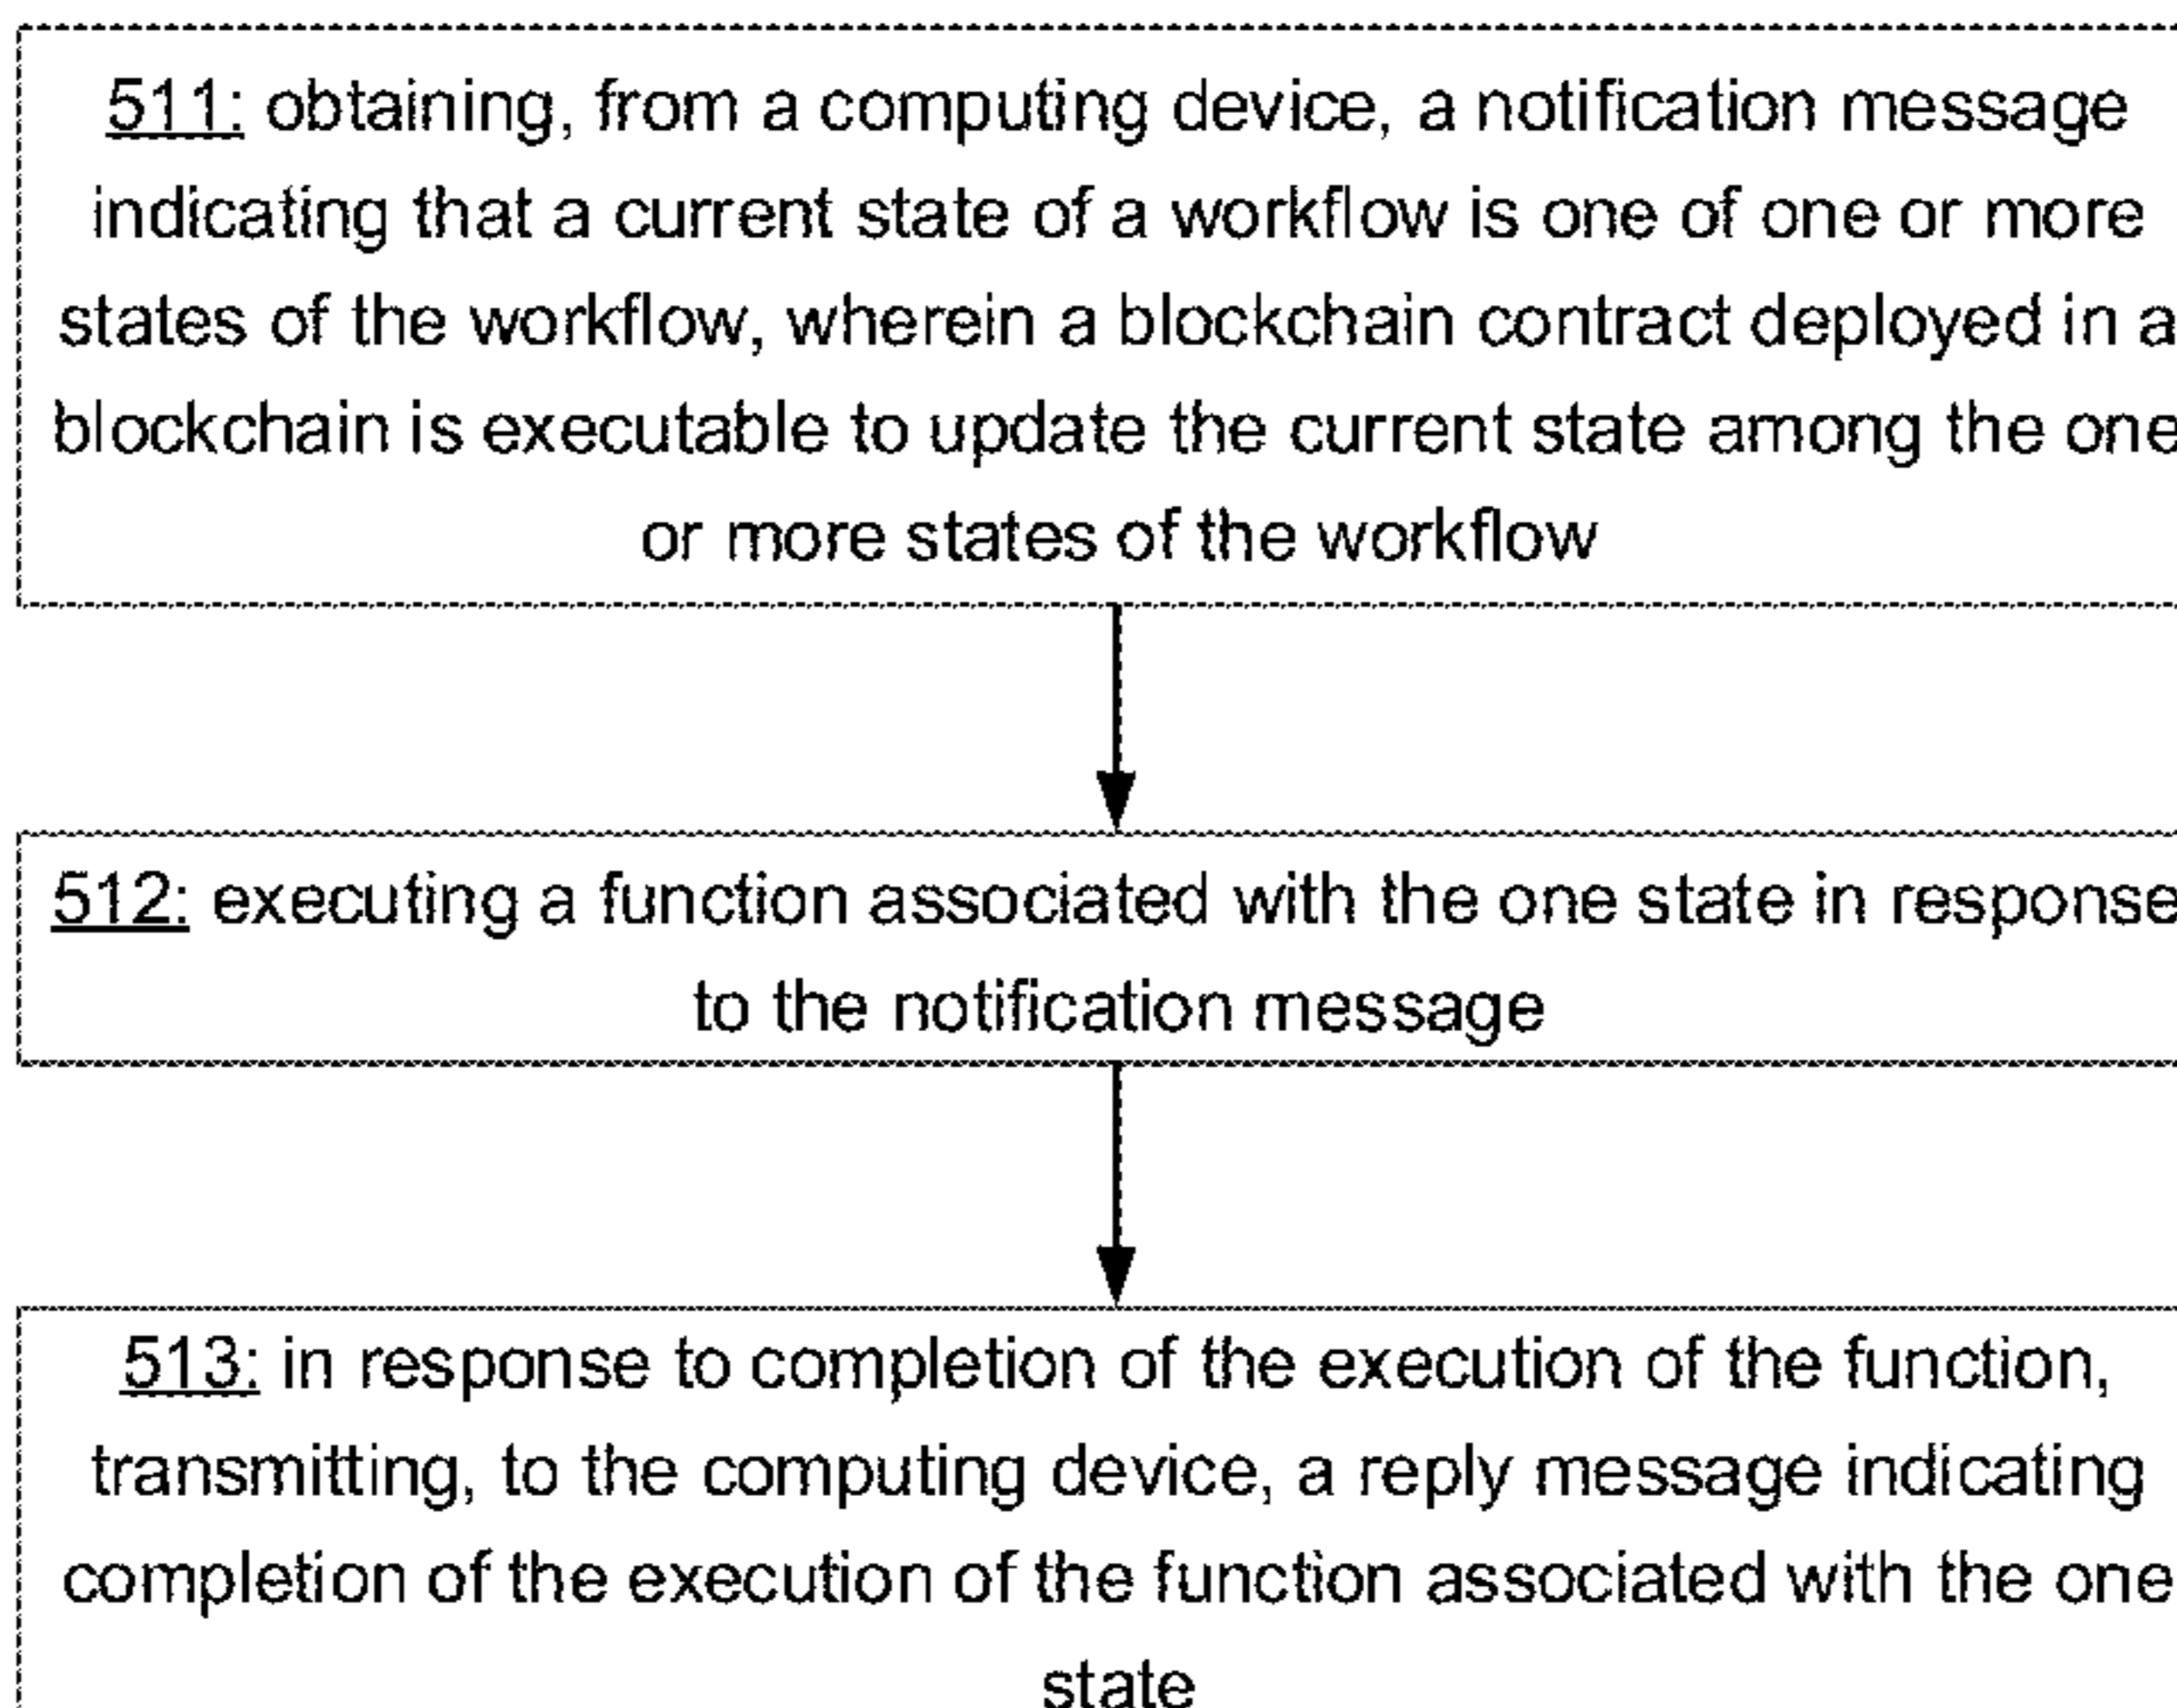 511: obtaining, from a computing device, a notification message
indicating that a current state of a workflow is one of one or more
states of the workflow, wherein a blockchain contract deployed in a
blockchain is executable to update the current state among the one
or more states of the workflow
512: executing a function associated with the one state in response
to the notification message
513: in response to completion of the execution of the function,
transmitting, to the computing device, a reply message indicating
completion of the execution of the function associated with the one
state